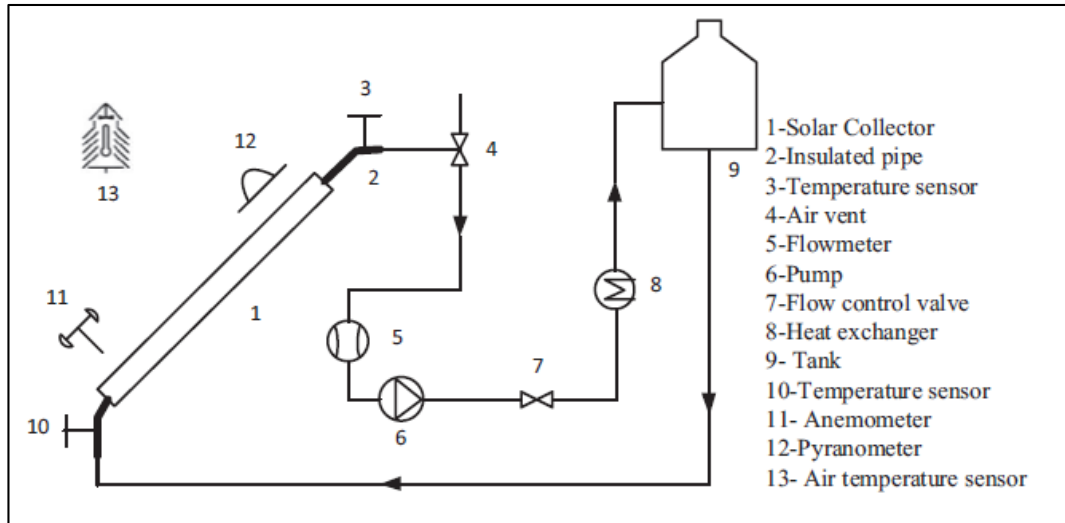 3
12
4
13
2
9
11
1
8
5
7
10
6
1-Solar Collector
2-Insulated pipe
3-Temperature sensor
4-Air vent
5-Flowmeter
6-Pump
7-Flow control valve
8-Heat exchanger
9- Tank
10-Temperature sensor
11- Anemometer
12-Pyranometer
13- Air temperature sensor